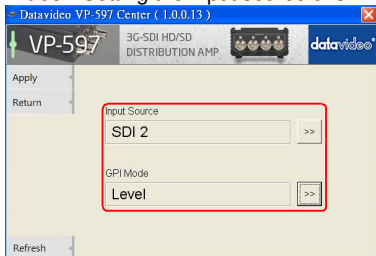 Datavideo VP-597 Center ( 1.0.0.13 )
VP-597
3G-SDI HD/SD
DISTRIBUTION AMP
datavideo
Apply
Return
Input Source
SDI 2
>>
GPI Mode
Level
>>
Refresh